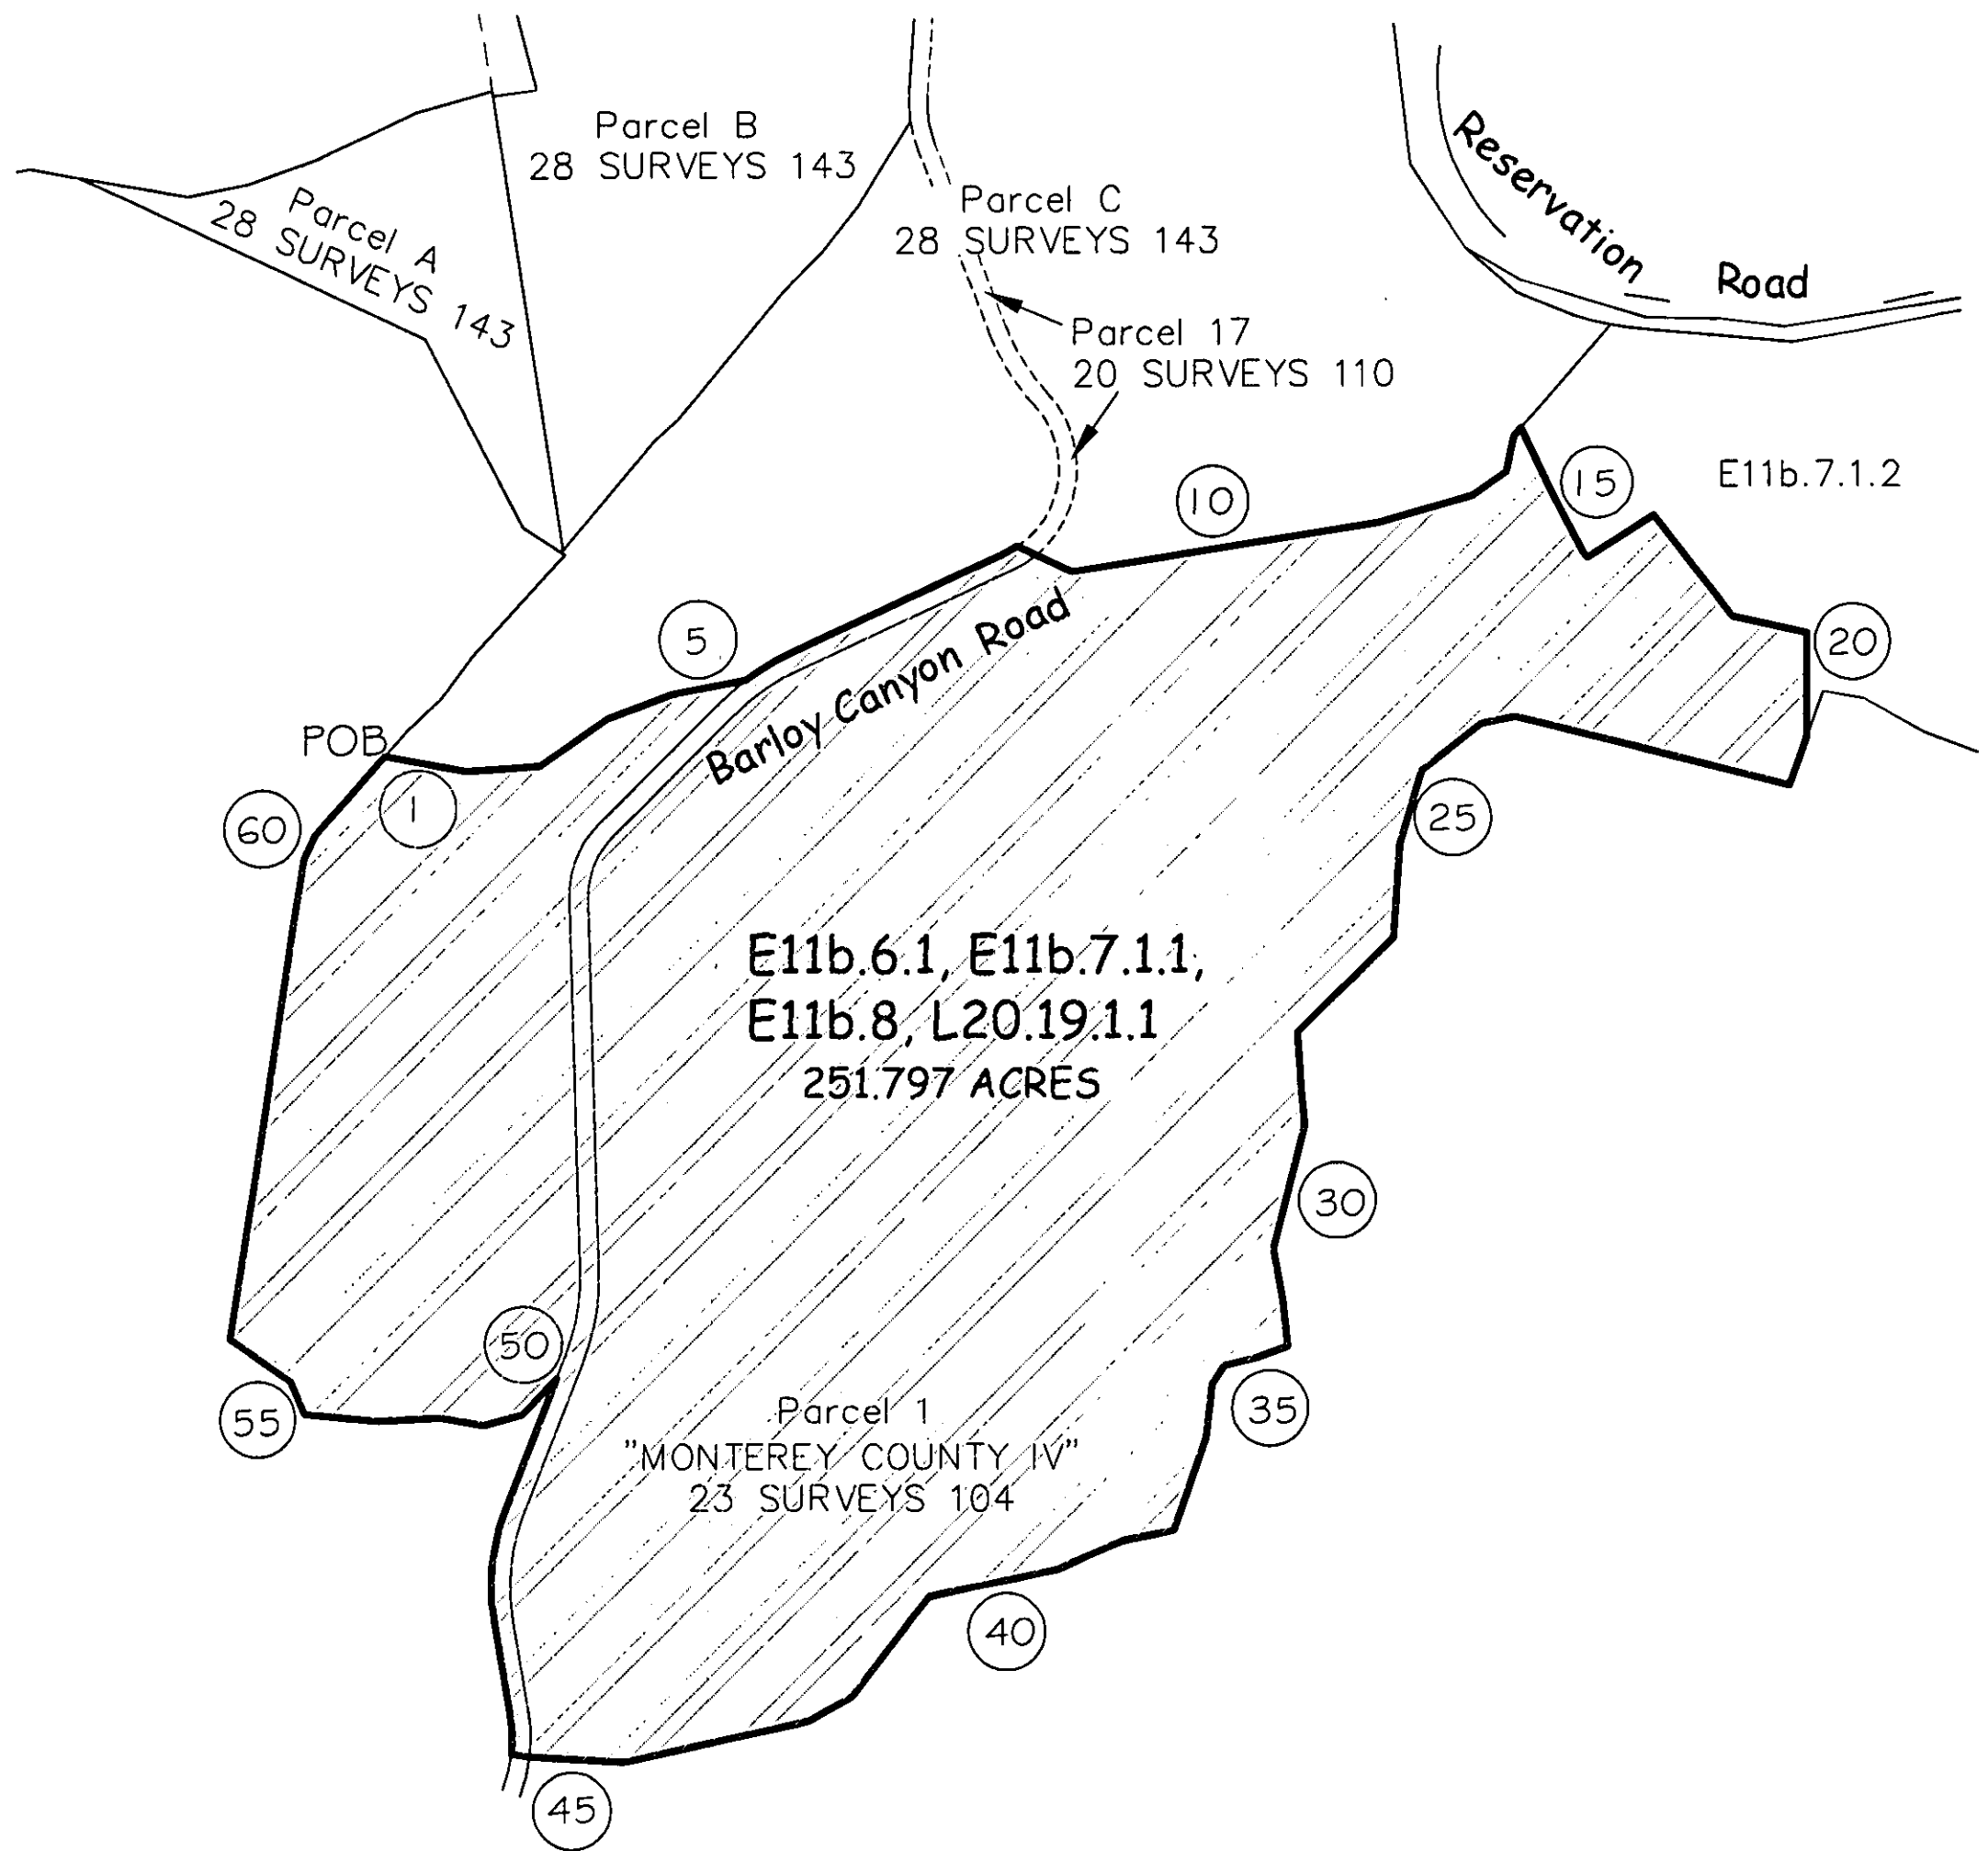 Parcel B
28 SURVEYS 143
Parcel A
28 SURVEYS 143
Parcel C
28 SURVEYS 143
Reservation Road
Parcel 17
20 SURVEYS 110
E11b.7.1.2
10
15
5
20
Barloy Canyon Road
POB
1
60
25
E11b.6.1, E11b.7.1.1,
E11b.8, L20.19.1.1
251.797 ACRES
30
50
55
35
Parcel 1
"MONTEREY COUNTY IV"
23 SURVEYS 104
40
45